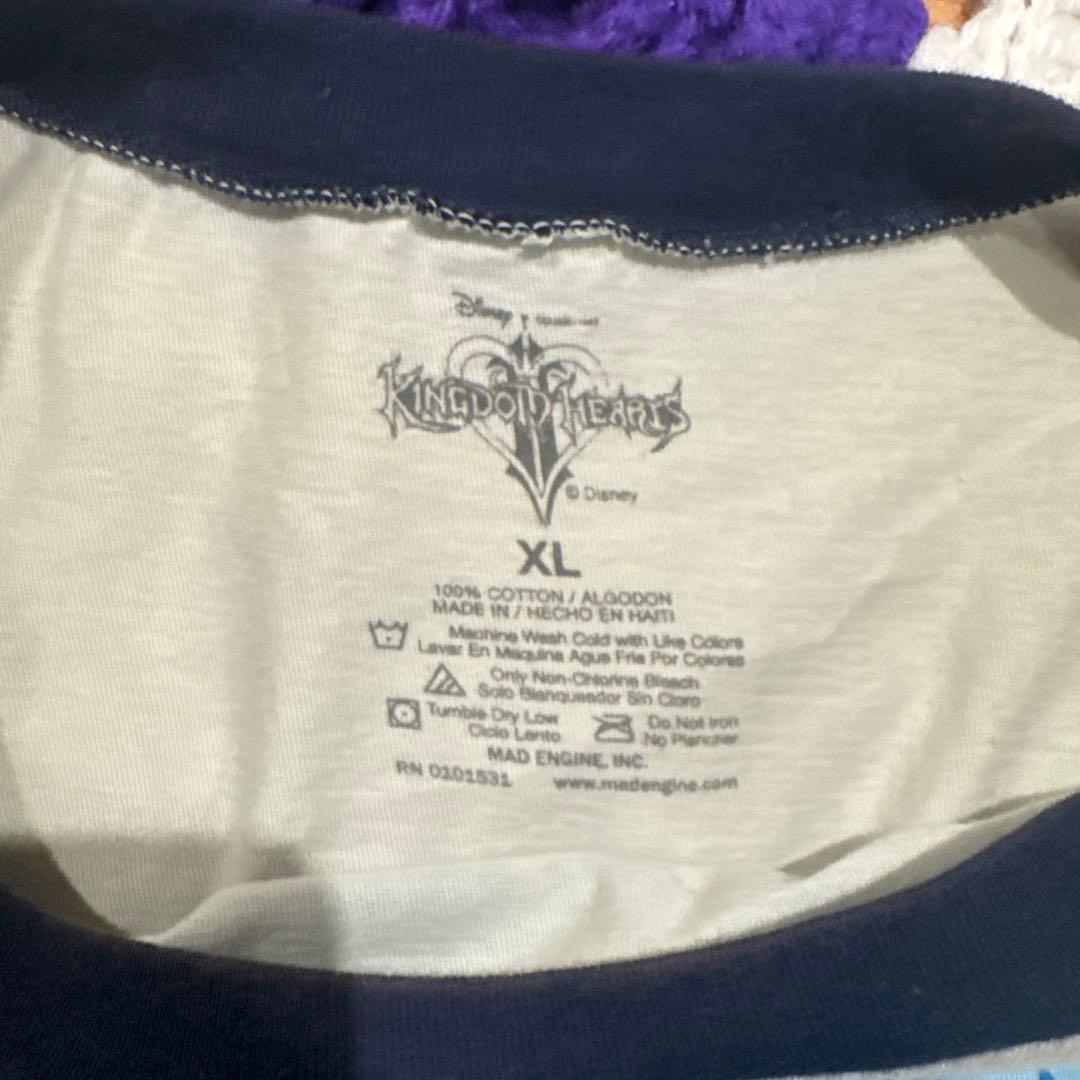 Disney
KINGDOM HEARTS
II
© Disney
XL
100% COTTON / ALGODON
MADE IN / HECHO EN HAITI
Machine Wash Cold with Like Colors
Lavar En Maquina Agua Fria Por Colores
Only Non-Chlorine Bleach
Solo Blanqueador Sin Cloro
Tumble Dry Low
Ciclo Lento
Do Not Iron
No Planchar
MAD ENGINE, INC.
RN 0101531 www.madengine.com